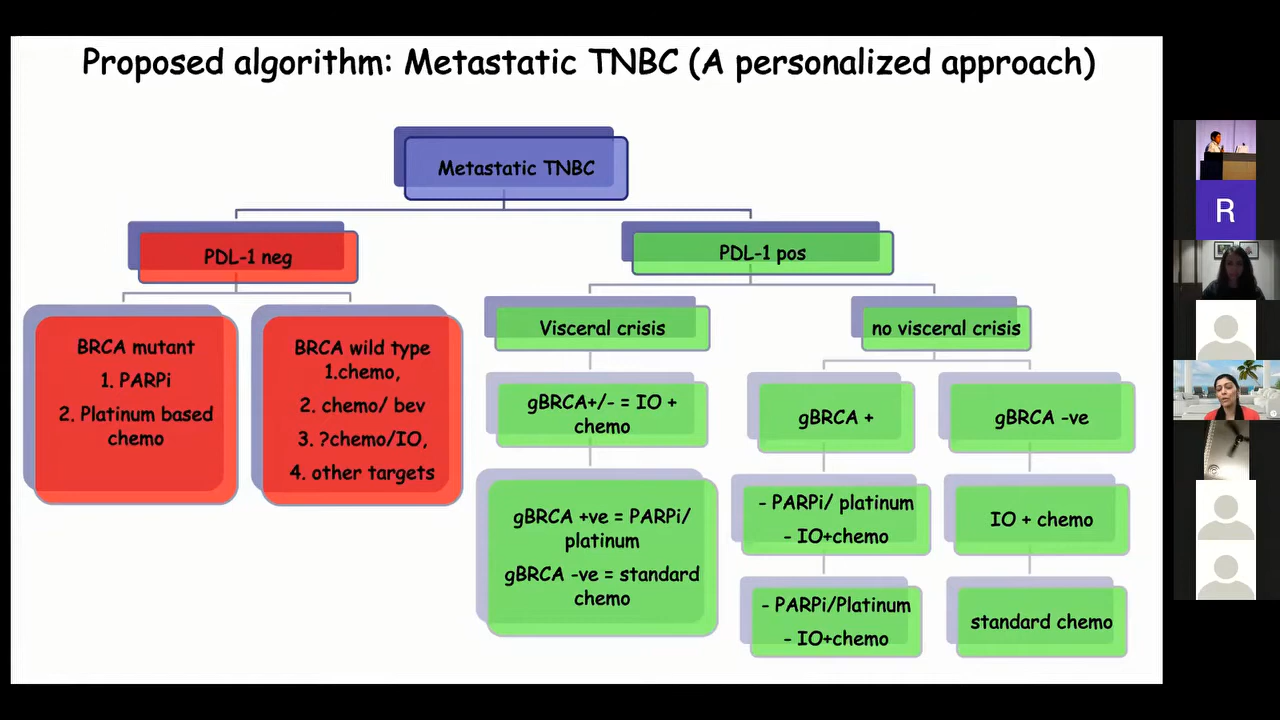 Proposed algorithm: Metastatic TNBC (A personalized approach)
Metastatic TNBC
PDL-1 neg
PDL-1 pos
BRCA mutant
1. PARPi
2. Platinum based
chemo
BRCA wild type
1.chemo,
2. chemo/ bev
3. ?chemo/IO,
4. other targets
Visceral crisis
no visceral crisis
gBRCA+/- = IO +
chemo
gBRCA +
gBRCA -ve
gBRCA +ve = PARPi/
platinum
gBRCA -ve = standard
chemo
- PARPi/ platinum
- IO+chemo
IO + chemo
- PARPi/Platinum
- IO+chemo
standard chemo
R